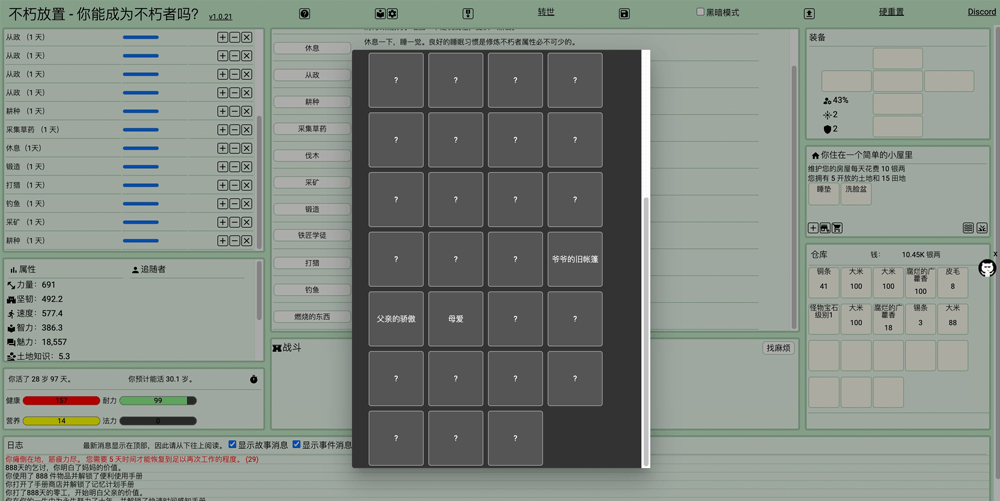 不朽放置 - 你能成为不朽者吗?
v1.0.21
转世
黑暗模式
硬重置
Discord
从政 （1 天）
从政 （1 天）
从政 （1 天）
从政 （1 天）
耕种 （1 天）
采集草药 （1 天）
休息（1天）
锻造 （1 天）
打猎 （1 天）
钓鱼 （1 天）
采矿 （1 天）
耕种 （1 天）
属性
追随者
力量: 691
坚韧: 492.2
速度: 577.4
智力: 386.3
魅力: 18,557
土地知识: 5.3
你活了 28 岁 97 天。
你预计能活 30.1 岁。
健康
157
耐力
99
营养
14
法力
0
休息一下，睡一觉。良好的睡眠习惯是修炼不朽者属性必不可少的。
休息
从政
耕种
采集草药
伐木
采矿
锻造
铁匠学徒
打猎
钓鱼
燃烧的东西
战斗
找麻烦
? ? ? ?
? ? ? ?
? ? ? ?
? ? ? 爷爷的旧帐篷
父亲的骄傲 母爱 ? ?
? ? ? ?
? ? ?
装备
43%
2
2
你住在一个简单的小屋里
维护您的房屋每天花费 10 银两
您拥有 5 开放的土地和 15 田地
睡垫
洗脸盆
x
仓库
钱:
10.45K 银两
铜条
41
大米
100
大米
100
腐烂的广藿香
100
皮毛
8
怪物宝石 级别1
大米
100
腐烂的广藿香
18
锡条
3
大米
88
日志
最新消息显示在顶部，因此请从下往上阅读。
显示故事消息
显示事件消息
你瘫倒在地，筋疲力尽。 您需要 5 天时间才能恢复到足以再次工作的程度。 (29)
888天的乞讨，你明白了妈妈的价值。
你使用了 888 件物品并解锁了便利使用手册
你打开了手册商店并解锁了记忆计划手册
你打了888天的零工，开始明白父亲的价值。